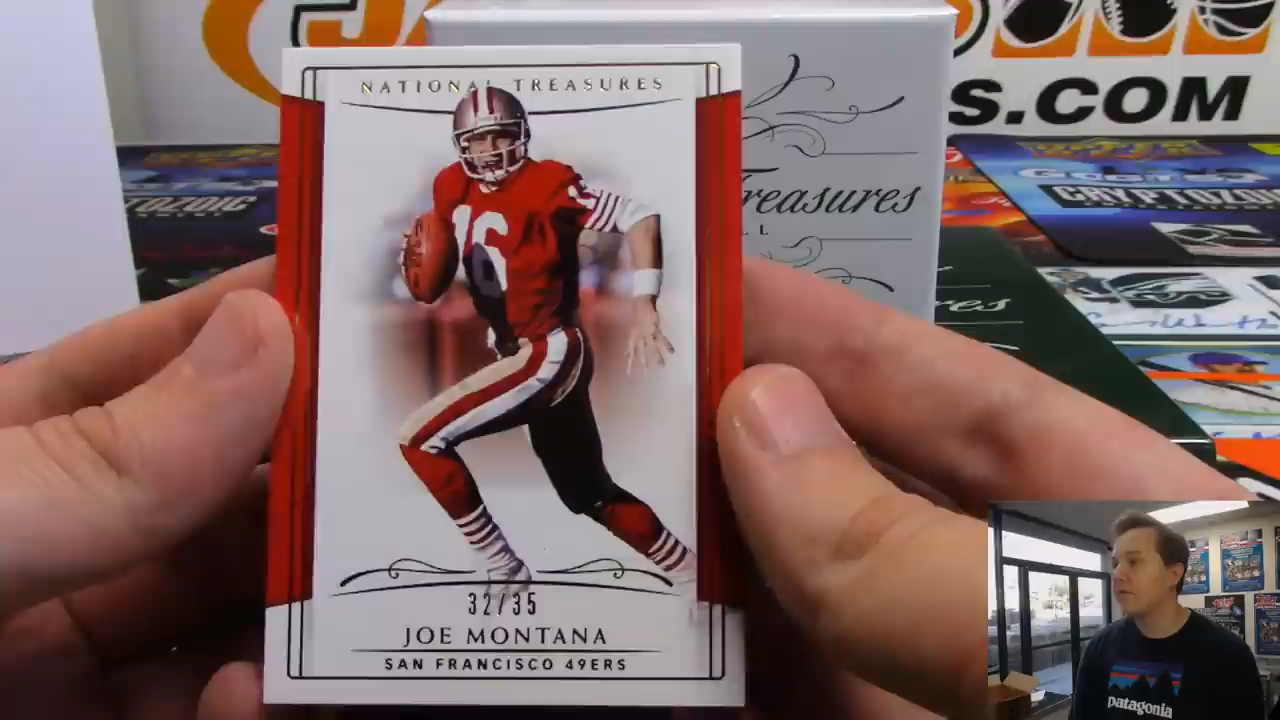 S.COM
NATIONAL TREASURES
Treasures
CRYPTOZOIC
16
32/35
JOE MONTANA
SAN FRANCISCO 49ERS
patagonia